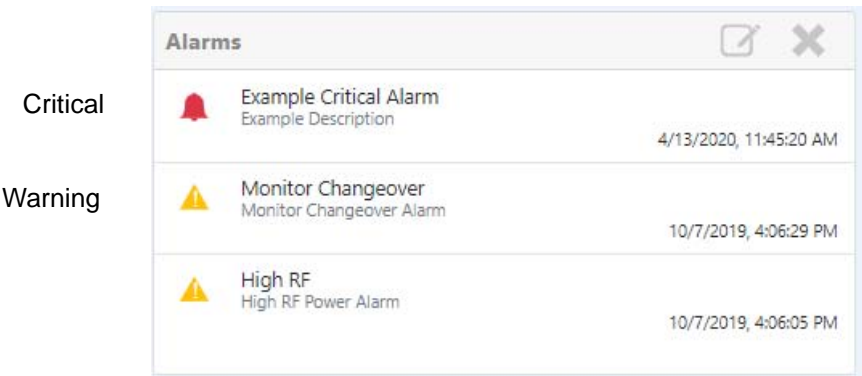 Alarms
Critical
Example Critical Alarm
Example Description
4/13/2020, 11:45:20 AM
Warning
Monitor Changeover
Monitor Changeover Alarm
10/7/2019, 4:06:29 PM
High RF
High RF Power Alarm
10/7/2019, 4:06:05 PM